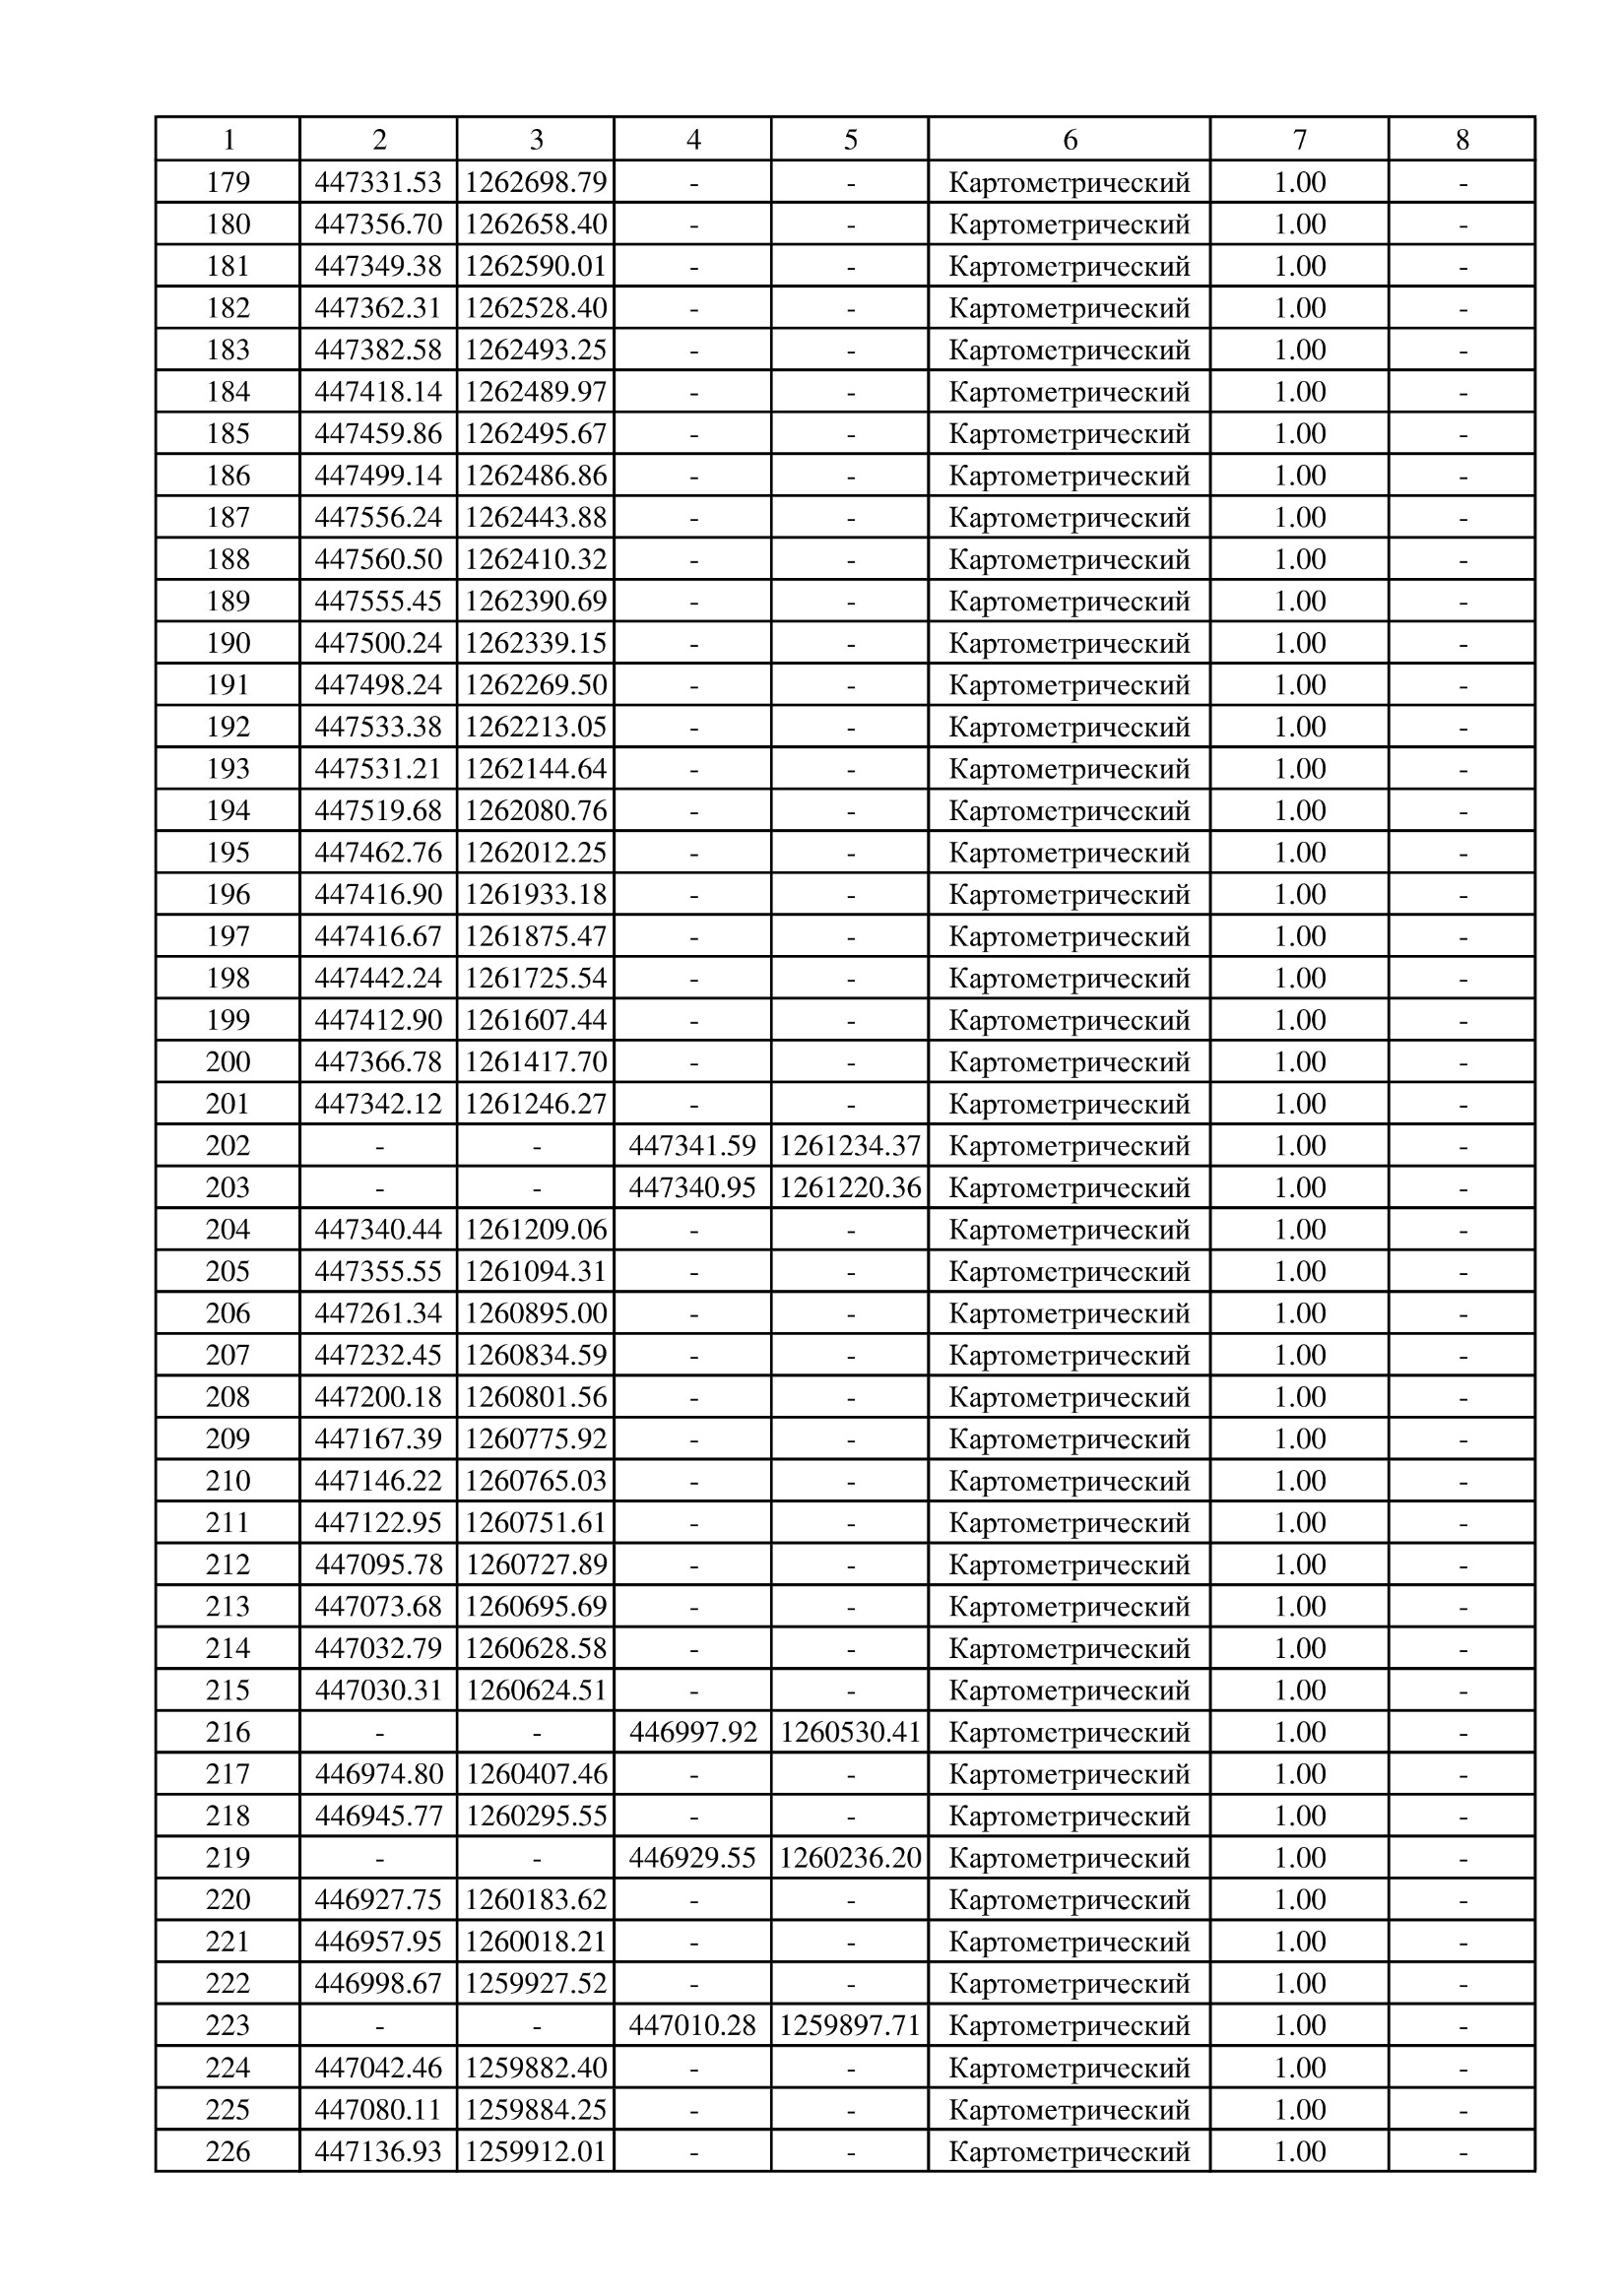 1 2 3 4 5 6 7 8
179 447331.53 1262698.79 - - Картометрический 1.00 -
180 447356.70 1262658.40 - - Картометрический 1.00 -
181 447349.38 1262590.01 - - Картометрический 1.00 -
182 447362.31 1262528.40 - - Картометрический 1.00 -
183 447382.58 1262493.25 - - Картометрический 1.00 -
184 447418.14 1262489.97 - - Картометрический 1.00 -
185 447459.86 1262495.67 - - Картометрический 1.00 -
186 447499.14 1262486.86 - - Картометрический 1.00 -
187 447556.24 1262443.88 - - Картометрический 1.00 -
188 447560.50 1262410.32 - - Картометрический 1.00 -
189 447555.45 1262390.69 - - Картометрический 1.00 -
190 447500.24 1262339.15 - - Картометрический 1.00 -
191 447498.24 1262269.50 - - Картометрический 1.00 -
192 447533.38 1262213.05 - - Картометрический 1.00 -
193 447531.21 1262144.64 - - Картометрический 1.00 -
194 447519.68 1262080.76 - - Картометрический 1.00 -
195 447462.76 1262012.25 - - Картометрический 1.00 -
196 447416.90 1261933.18 - - Картометрический 1.00 -
197 447416.67 1261875.47 - - Картометрический 1.00 -
198 447442.24 1261725.54 - - Картометрический 1.00 -
199 447412.90 1261607.44 - - Картометрический 1.00 -
200 447366.78 1261417.70 - - Картометрический 1.00 -
201 447342.12 1261246.27 - - Картометрический 1.00 -
202 - - 447341.59 1261234.37 Картометрический 1.00 -
203 - - 447340.95 1261220.36 Картометрический 1.00 -
204 447340.44 1261209.06 - - Картометрический 1.00 -
205 447355.55 1261094.31 - - Картометрический 1.00 -
206 447261.34 1260895.00 - - Картометрический 1.00 -
207 447232.45 1260834.59 - - Картометрический 1.00 -
208 447200.18 1260801.56 - - Картометрический 1.00 -
209 447167.39 1260775.92 - - Картометрический 1.00 -
210 447146.22 1260765.03 - - Картометрический 1.00 -
211 447122.95 1260751.61 - - Картометрический 1.00 -
212 447095.78 1260727.89 - - Картометрический 1.00 -
213 447073.68 1260695.69 - - Картометрический 1.00 -
214 447032.79 1260628.58 - - Картометрический 1.00 -
215 447030.31 1260624.51 - - Картометрический 1.00 -
216 - - 446997.92 1260530.41 Картометрический 1.00 -
217 446974.80 1260407.46 - - Картометрический 1.00 -
218 446945.77 1260295.55 - - Картометрический 1.00 -
219 - - 446929.55 1260236.20 Картометрический 1.00 -
220 446927.75 1260183.62 - - Картометрический 1.00 -
221 446957.95 1260018.21 - - Картометрический 1.00 -
222 446998.67 1259927.52 - - Картометрический 1.00 -
223 - - 447010.28 1259897.71 Картометрический 1.00 -
224 447042.46 1259882.40 - - Картометрический 1.00 -
225 447080.11 1259884.25 - - Картометрический 1.00 -
226 447136.93 1259912.01 - - Картометрический 1.00 -